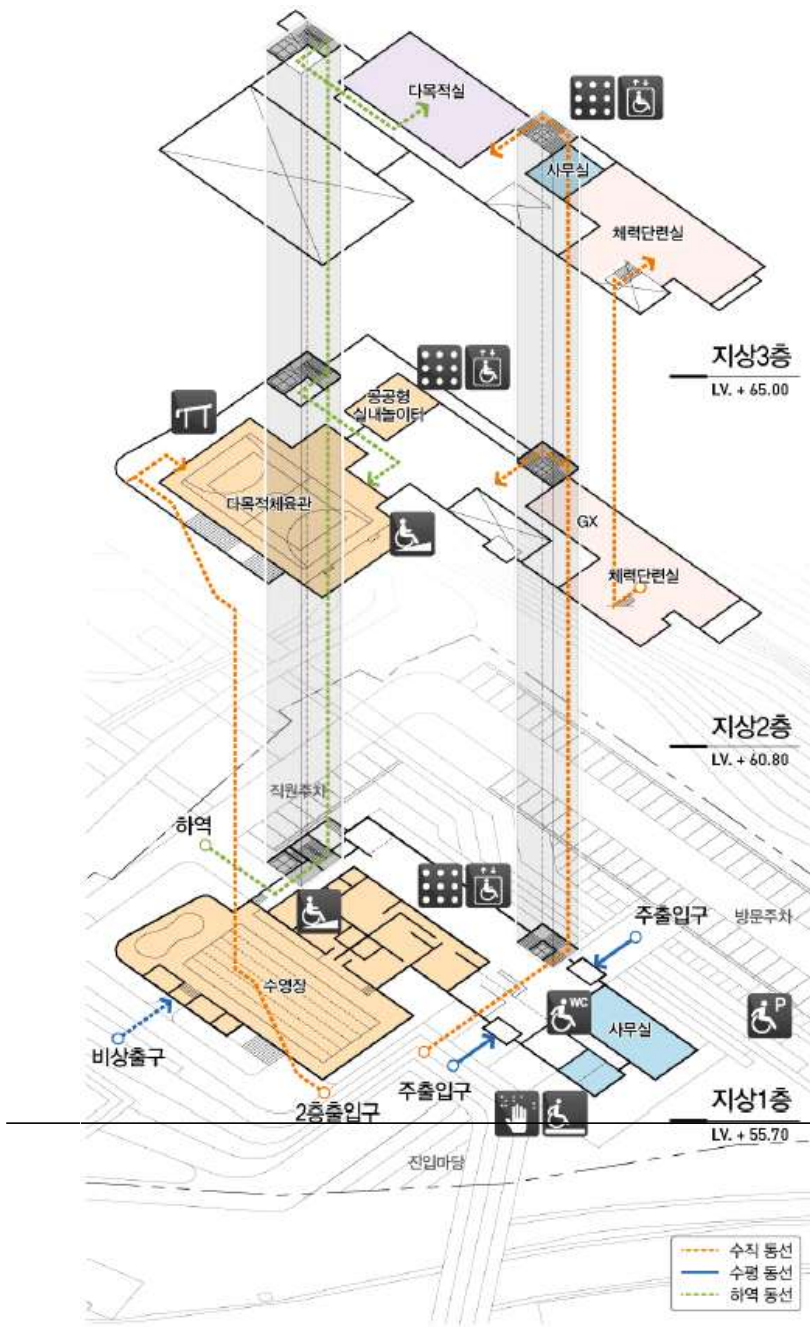 다목적실
사무실
체력단련실
지상3층
LV. + 65.00
공공형
실내놀이터
다목적체육관
GX
체력단련실
지상2층
LV. + 60.80
직원주차
하역
주출입구
방문주차
수영장
WC
P
사무실
비상출구
주출입구
2층출입구
지상1층
LV. + 55.70
진입마당
수직 동선
수평 동선
하역 동선